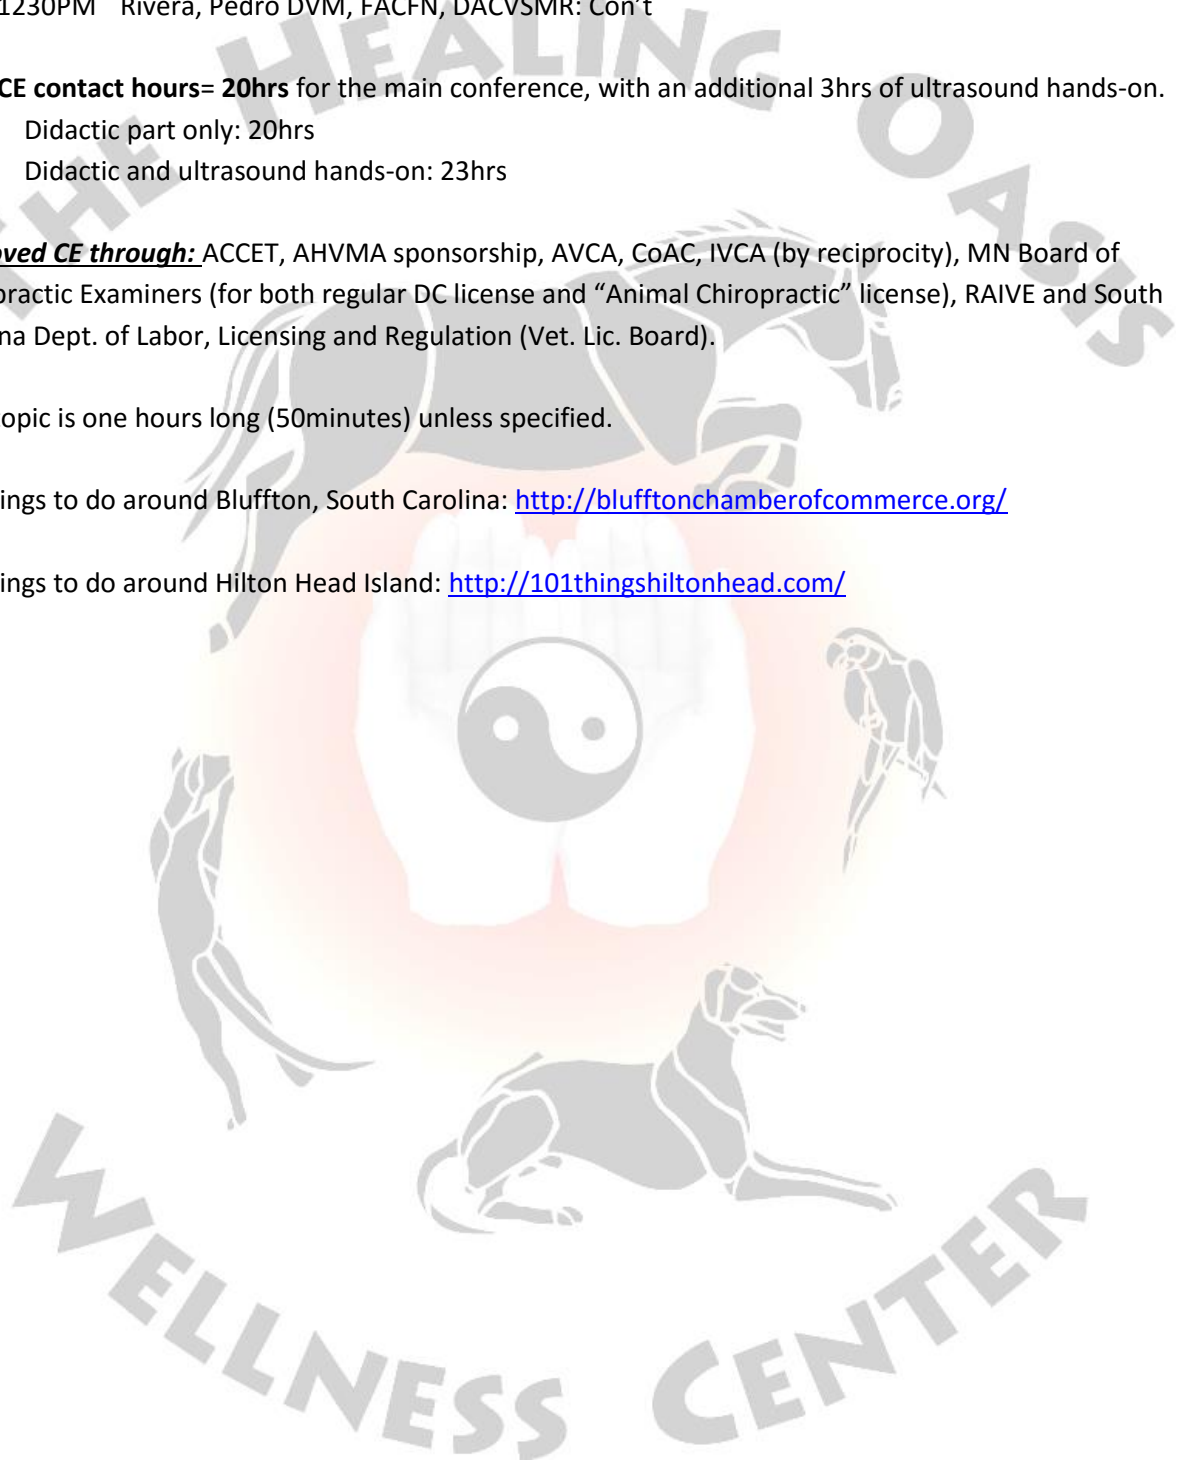 1230PM Rivera, Pedro DVM, FACFN, DACVSMR: Con't
CE contact hours= 20hrs for the main conference, with an additional 3hrs of ultrasound hands-on.
Didactic part only: 20hrs
Didactic and ultrasound hands-on: 23hrs
oved CE through: ACCET, AHVMA sponsorship, AVCA, CoAC, IVCA (by reciprocity), MN Board of
practic Examiners (for both regular DC license and “Animal Chiropractic” license), RAIVE and South
na Dept. of Labor, Licensing and Regulation (Vet. Lic. Board).
topic is one hours long (50minutes) unless specified.
ings to do around Bluffton, South Carolina: http://blufftonchamberofcommerce.org/
ings to do around Hilton Head Island: http://101thingshiltonhead.com/
THE HEALING OASIS
WELLNESS CENTER